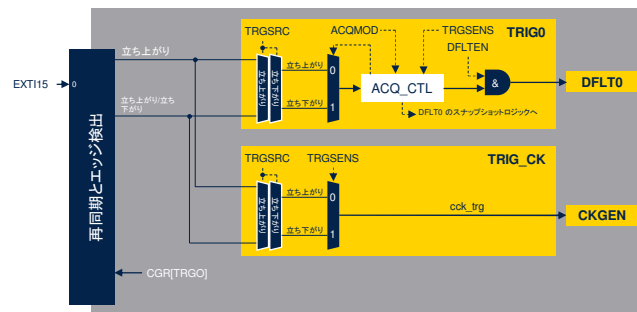 TRGSRC
ACQMOD
TRGSENS
TRIG0
DFLTEN
立ち上がり
EXTI15
0
再同期とエッジ検出
立ち上がり/立ち
下がり
立ち上がり
立ち下がり
立ち上がり
立ち下がり
0
1
ACQ_CTL
&
DFLT0
DFLT0 のスナップショットロジックへ
TRGSRC
TRGSENS
TRIG_CK
立ち上がり
立ち下がり
立ち上がり
立ち下がり
0
1
cck_trg
CKGEN
CGR[TRGO]